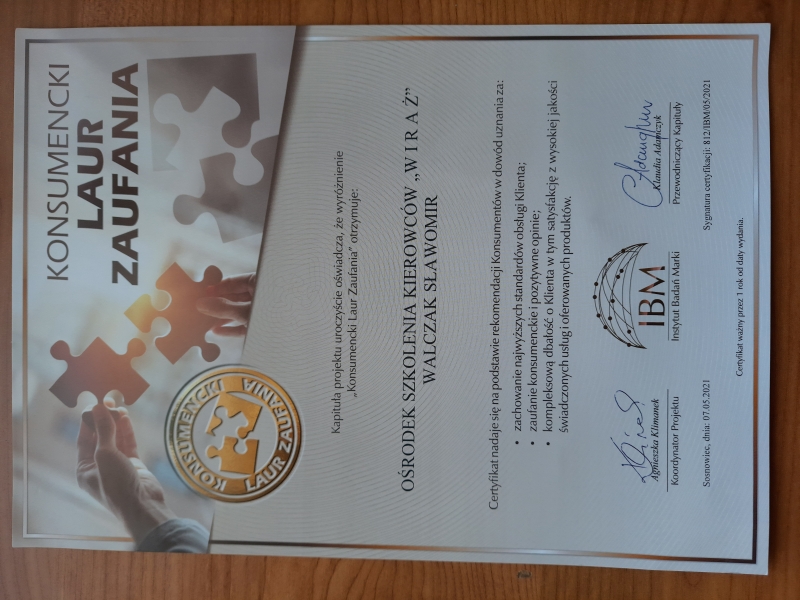 KONSUMENCKI
LAUR
ZAUFANIA
KONSUMENCKI
LAUR ZAUFANIA
Kapituła projektu uroczyście oświadcza, że wyróżnienie
„Konsumencki Laur Zaufania” otrzymuje:
OŚRODEK SZKOLENIA KIEROWCÓW „W I R A Ż”
WALCZAK SŁAWOMIR
Certyfikat nadaje się na podstawie rekomendacji Konsumentów w dowód uznania za:
• zachowanie najwyższych standardów obsługi Klienta;
• zaufanie konsumenckie i pozytywne opinie;
• kompleksową dbałość o Klienta w tym satysfakcję z wysokiej jakości
świadczonych usług i oferowanych produktów.
Agnieszka Klimanek
Koordynator Projektu
IBM
Instytut Badań Marki
Klaudia Adamczyk
Przewodniczący Kapituły
Sosnowiec, dnia: 07.05.2021
Sygnatura certyfikacji: 812/IBM/05/2021
Certyfikat ważny przez 1 rok od daty wydania.